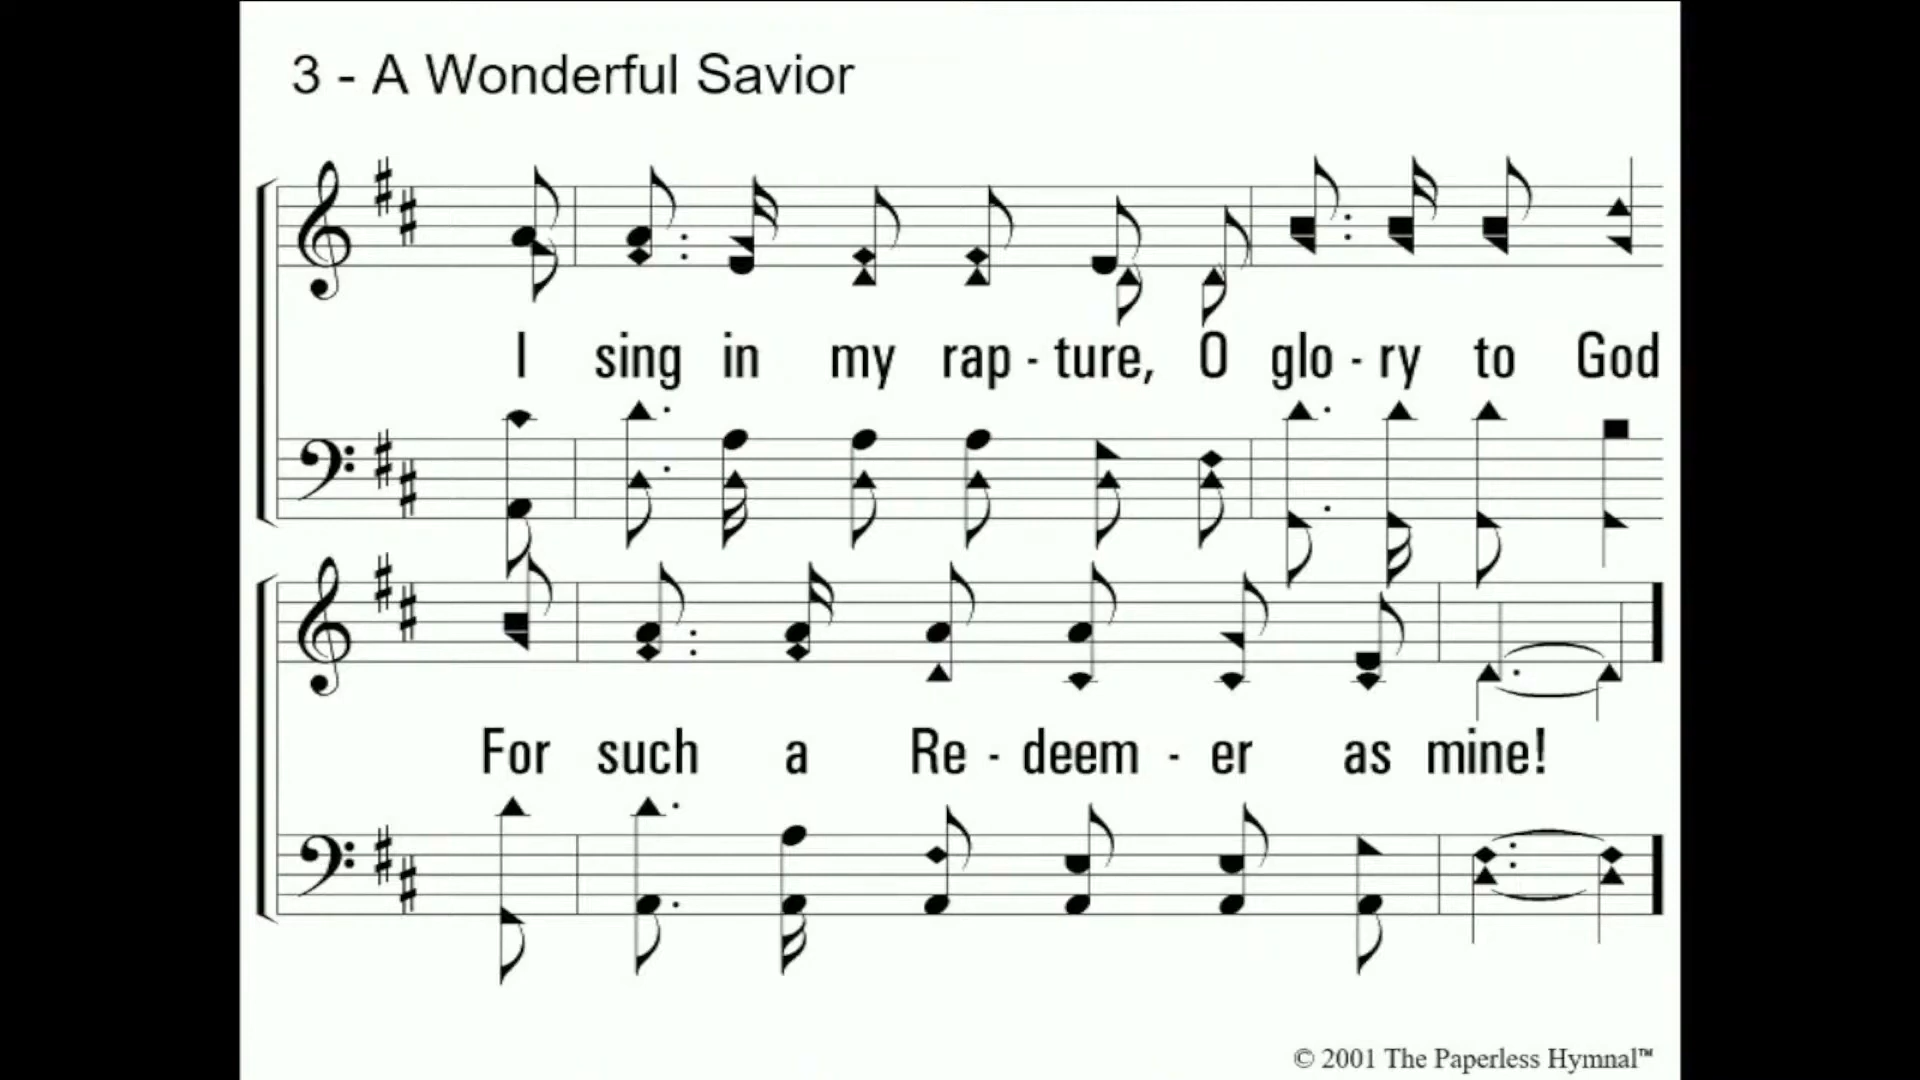 3 - A Wonderful Savior
I sing in my rap - ture, O glo - ry to God
For such a Re - deem - er as mine!
© 2001 The Paperless Hymnal™